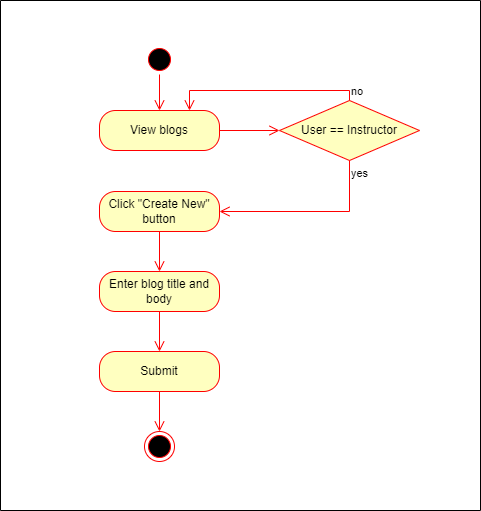 no
View blogs
User == Instructor
yes
Click "Create New"
button
Enter blog title and
body
Submit